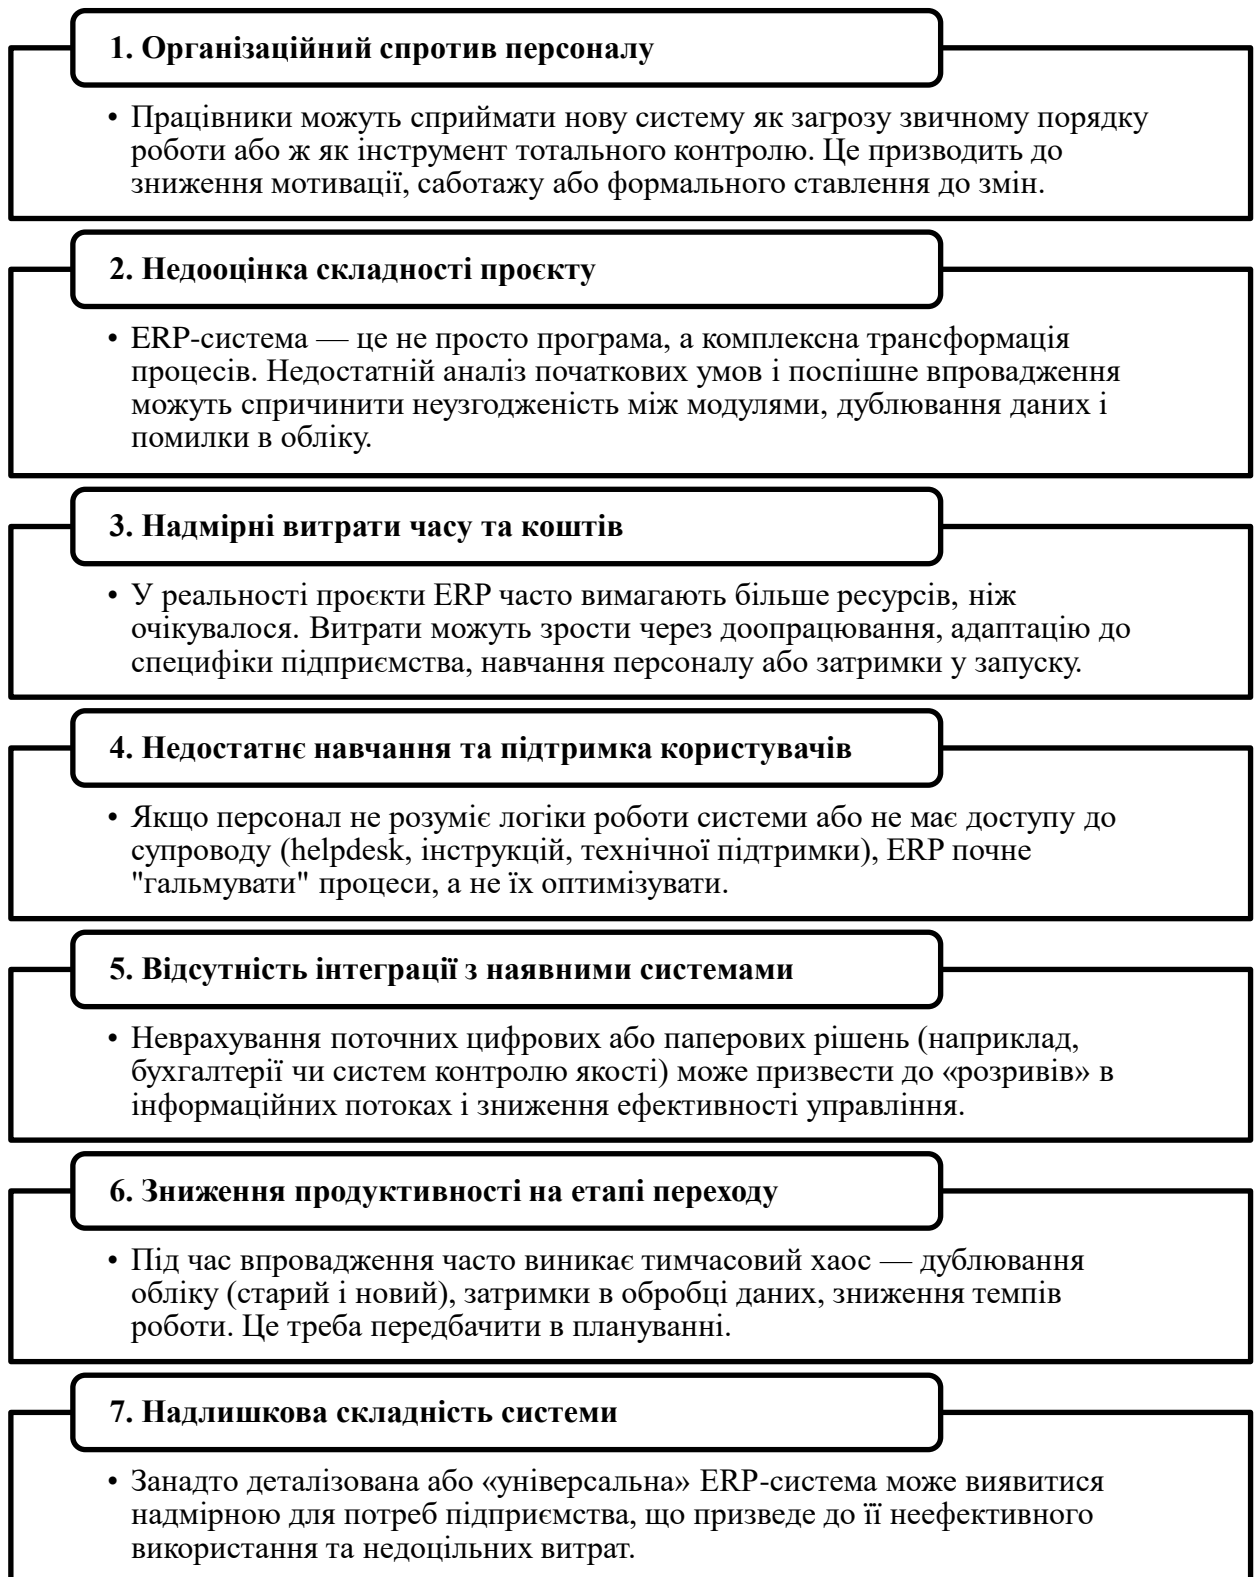 1. Організаційний спротив персоналу
• Працівники можуть сприймати нову систему як загрозу звичному порядку
роботи або ж як інструмент тотального контролю. Це призводить до
зниження мотивації, саботажу або формального ставлення до змін.
2. Недооцінка складності проєкту
• ERP-система — це не просто програма, а комплексна трансформація
процесів. Недостатній аналіз початкових умов і поспішне впровадження
можуть спричинити неузгодженість між модулями, дублювання даних і
помилки в обліку.
3. Надмірні витрати часу та коштів
• У реальності проєкти ERP часто вимагають більше ресурсів, ніж
очікувалося. Витрати можуть зрости через доопрацювання, адаптацію до
специфіки підприємства, навчання персоналу або затримки у запуску.
4. Недостатнє навчання та підтримка користувачів
• Якщо персонал не розуміє логіки роботи системи або не має доступу до
супроводу (helpdesk, інструкцій, технічної підтримки), ERP почне
"гальмувати" процеси, а не їх оптимізувати.
5. Відсутність інтеграції з наявними системами
• Неврахування поточних цифрових або паперових рішень (наприклад,
бухгалтерії чи систем контролю якості) може призвести до «розривів» в
інформаційних потоках і зниження ефективності управління.
6. Зниження продуктивності на етапі переходу
• Під час впровадження часто виникає тимчасовий хаос — дублювання
обліку (старий і новий), затримки в обробці даних, зниження темпів
роботи. Це треба передбачити в плануванні.
7. Надлишкова складність системи
• Занадто деталізована або «універсальна» ERP-система може виявитися
надмірною для потреб підприємства, що призведе до її неефективного
використання та недоцільних витрат.